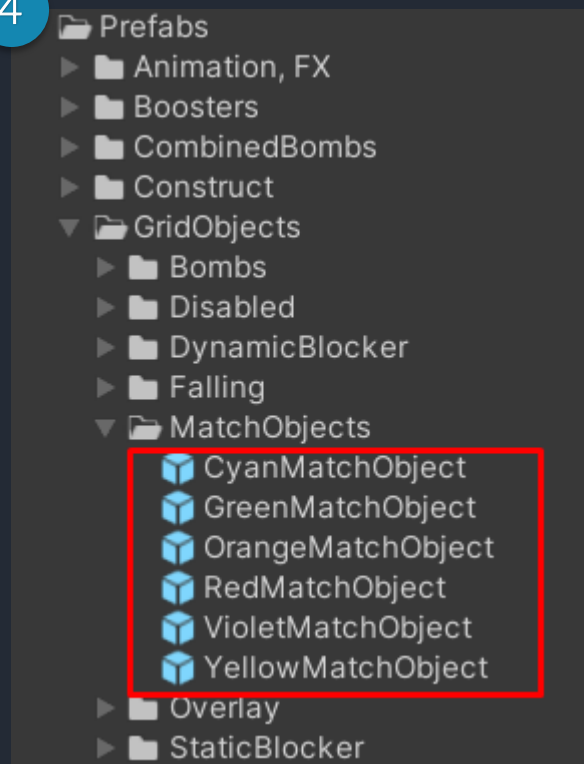 4
Prefabs
Animation, FX
Boosters
CombinedBombs
Construct
GridObjects
Bombs
Disabled
DynamicBlocker
Falling
MatchObjects
CyanMatchObject
GreenMatchObject
OrangeMatchObject
RedMatchObject
VioletMatchObject
YellowMatchObject
Overlay
StaticBlocker